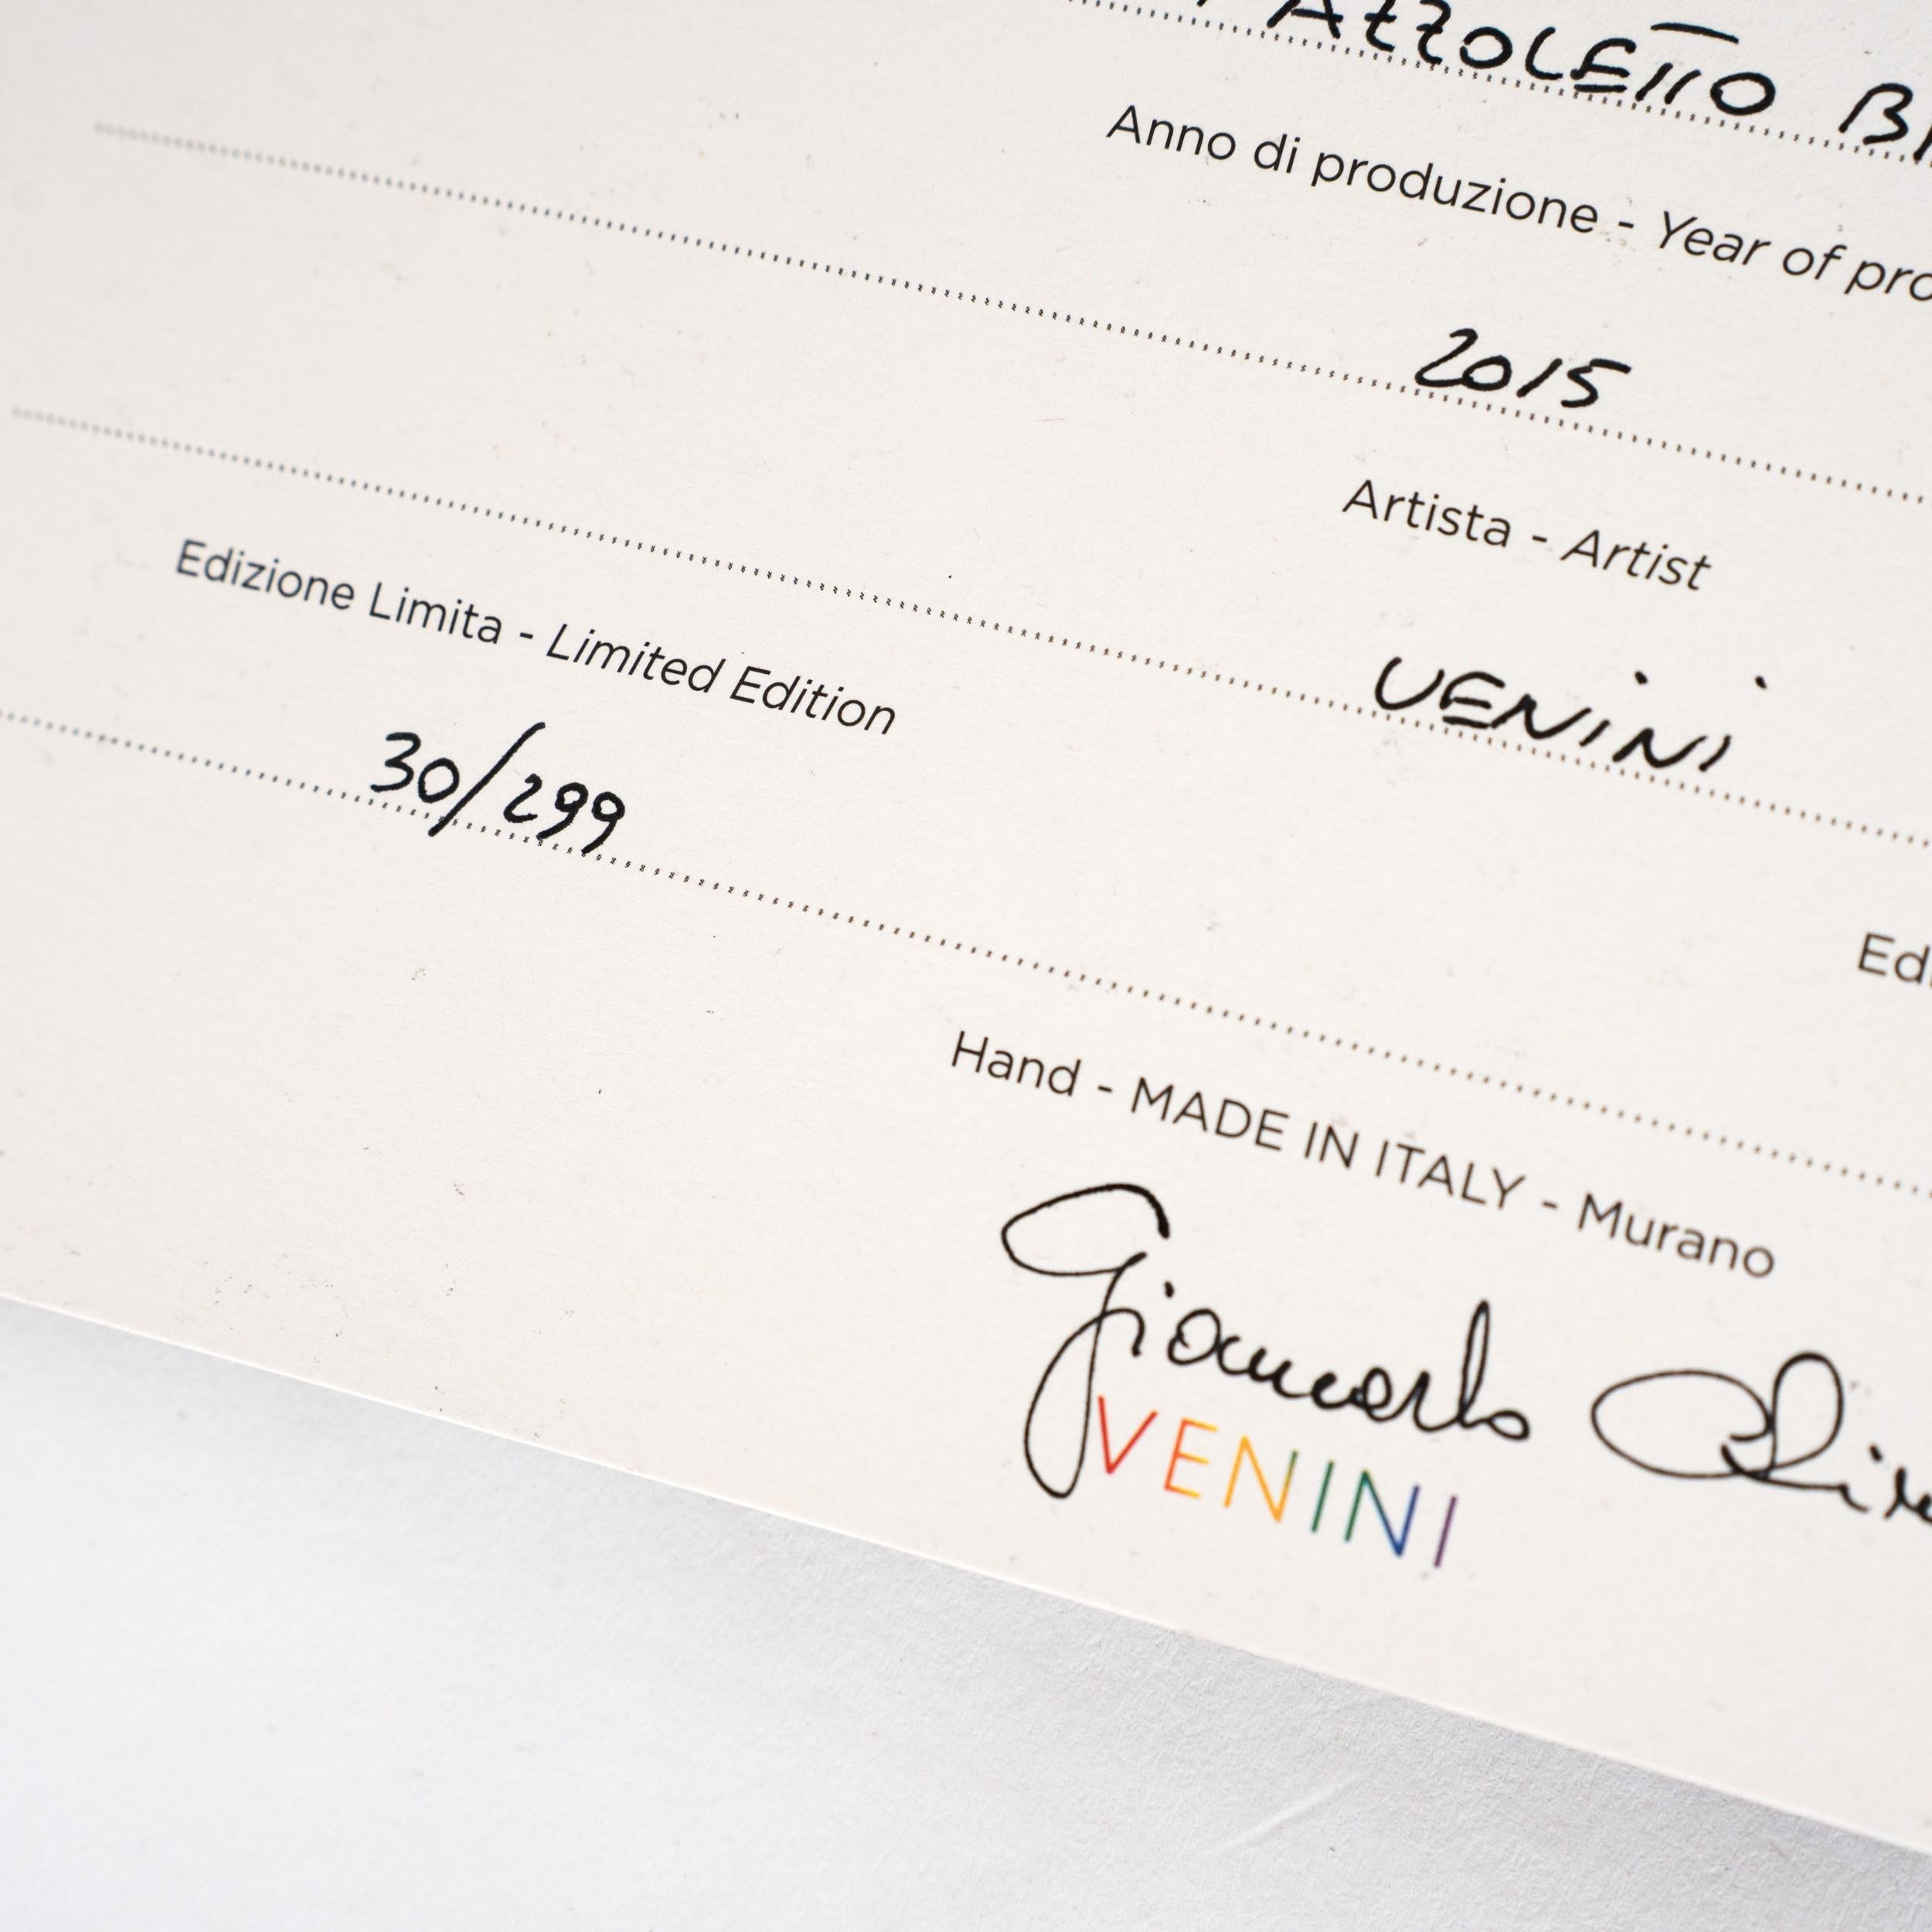 Anno di produzione - Year of
2015
Artista - Artist
VENINI
Edizione Limita - Limited Edition
30/299
Hand - MADE IN ITALY - Murano
Giancarlo
VENINI